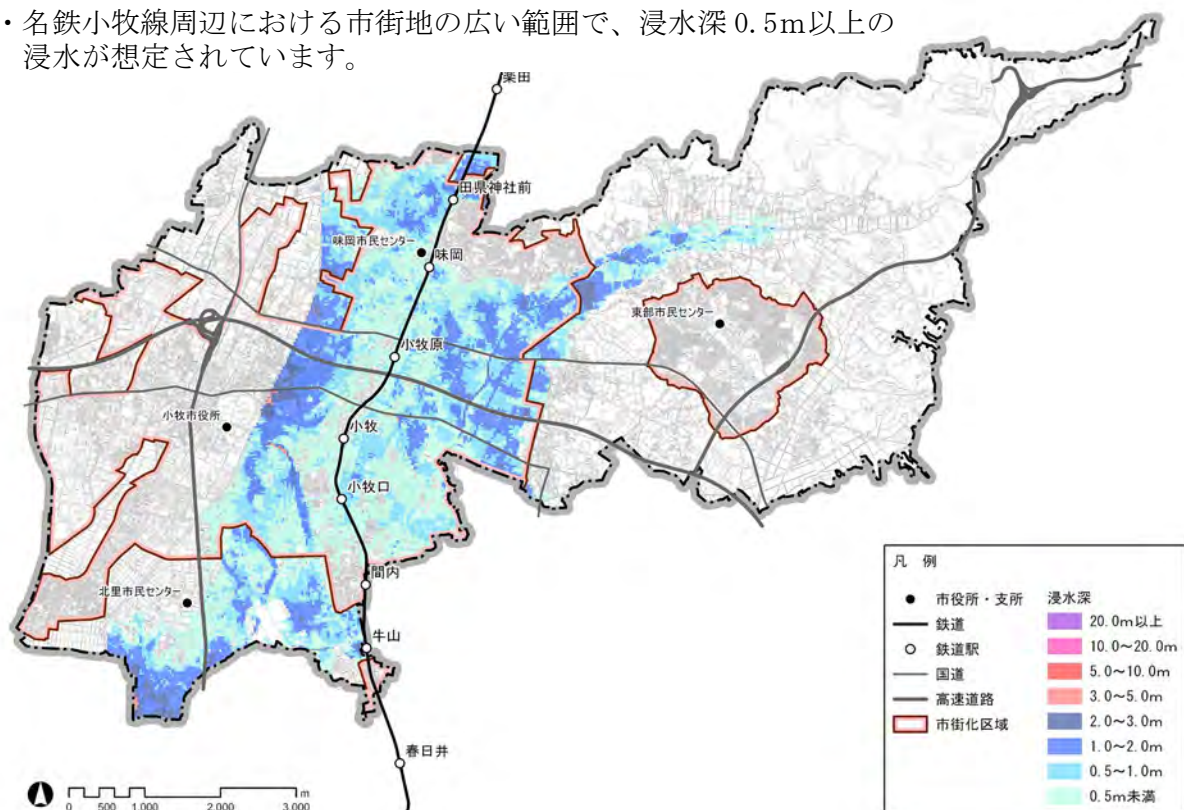 ・名鉄小牧線周辺における市街地の広い範囲で、浸水深 0.5m以上の
浸水が想定されています。
楽田
田県神社前
味岡市民センター
味岡
東部市民センター
小牧原
小牧市役所
小牧
小牧口
間内
北里市民センター
牛山
春日井
0 500 1,000 2,000 3,000 m
凡 例
市役所・支所
鉄道
鉄道駅
国道
高速道路
市街化区域
浸水深
20.0m以上
10.0～20.0m
5.0～10.0m
3.0～5.0m
2.0～3.0m
1.0～2.0m
0.5～1.0m
0.5m未満